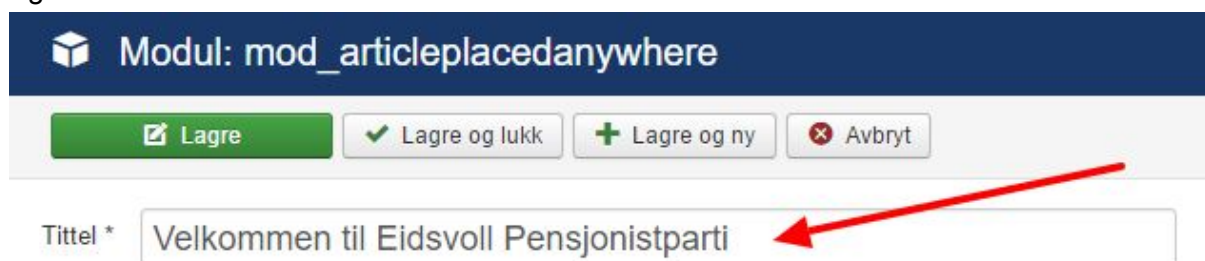 Modul: mod_articleplacedanywhere
Lagre Lagre og lukk Lagre og ny Avbryt
Tittel * Velkommen til Eidsvoll Pensjonistparti